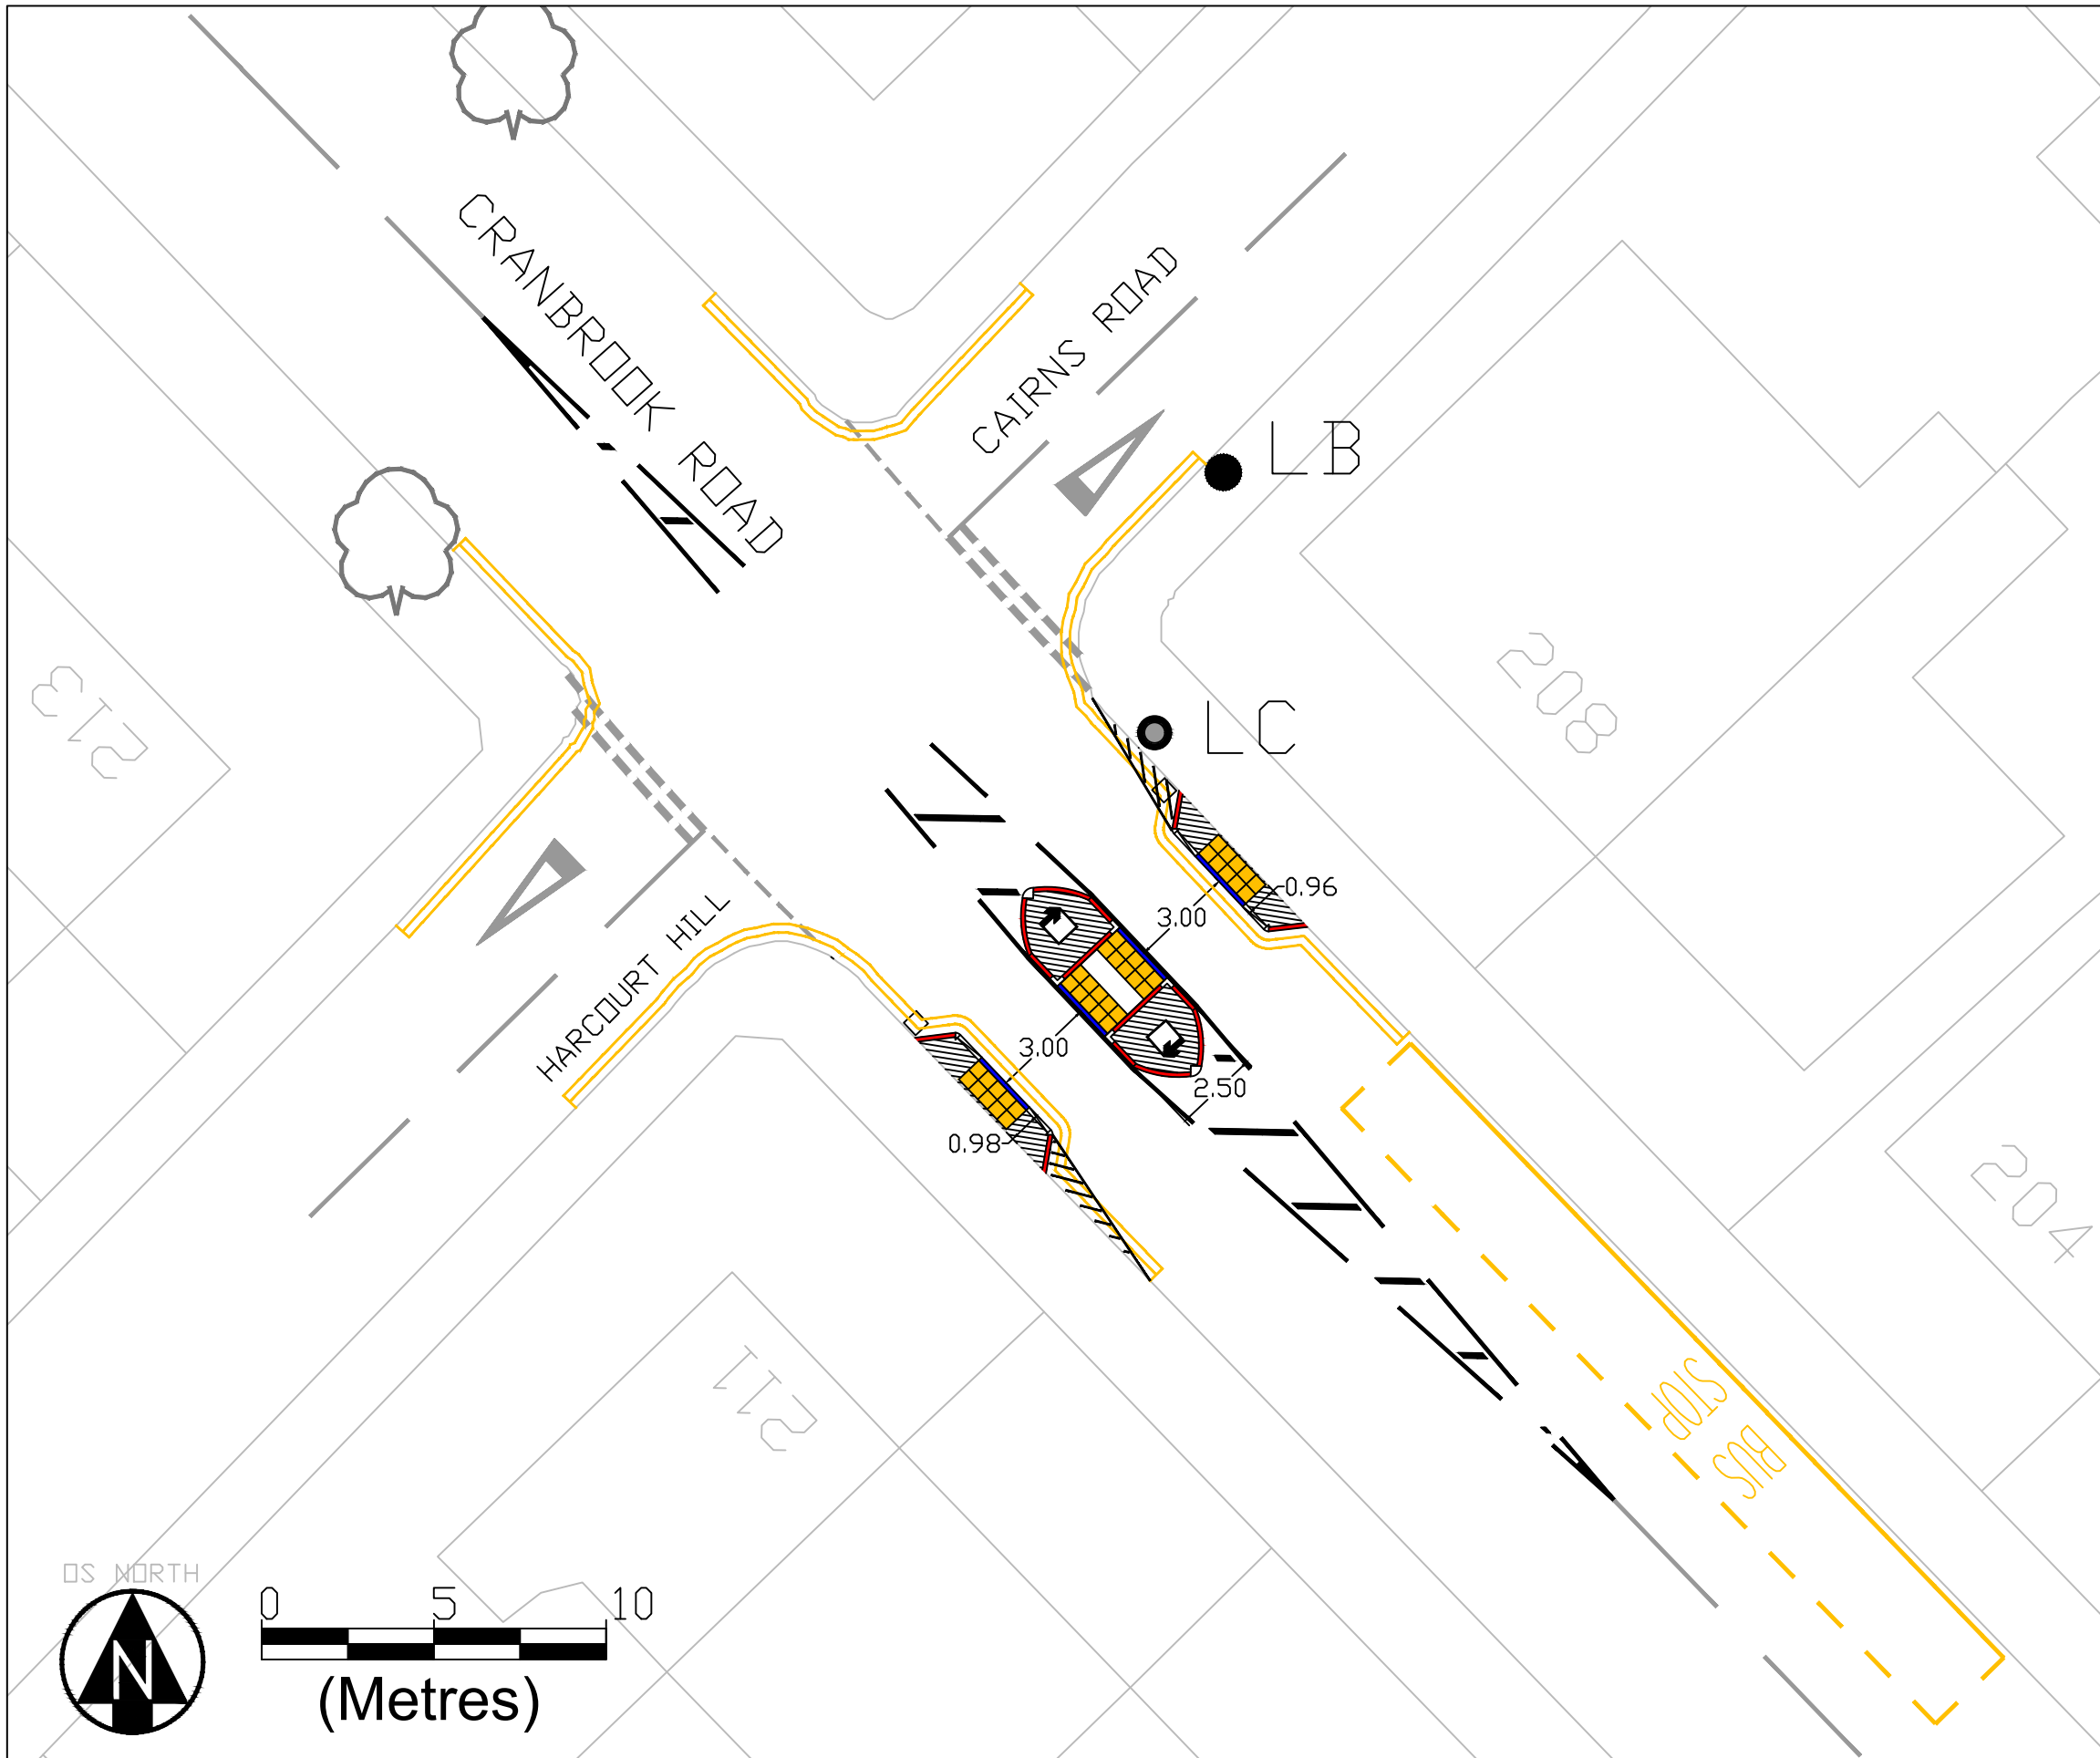 CRANBROOK ROAD
CAIRNS ROAD
LB
213
208
LC
0.96
3.00
HARCOURT HILL
3.00
2.50
0.98
204
211
BUS
STOP
OS NORTH
N
0 5 10
(Metres)